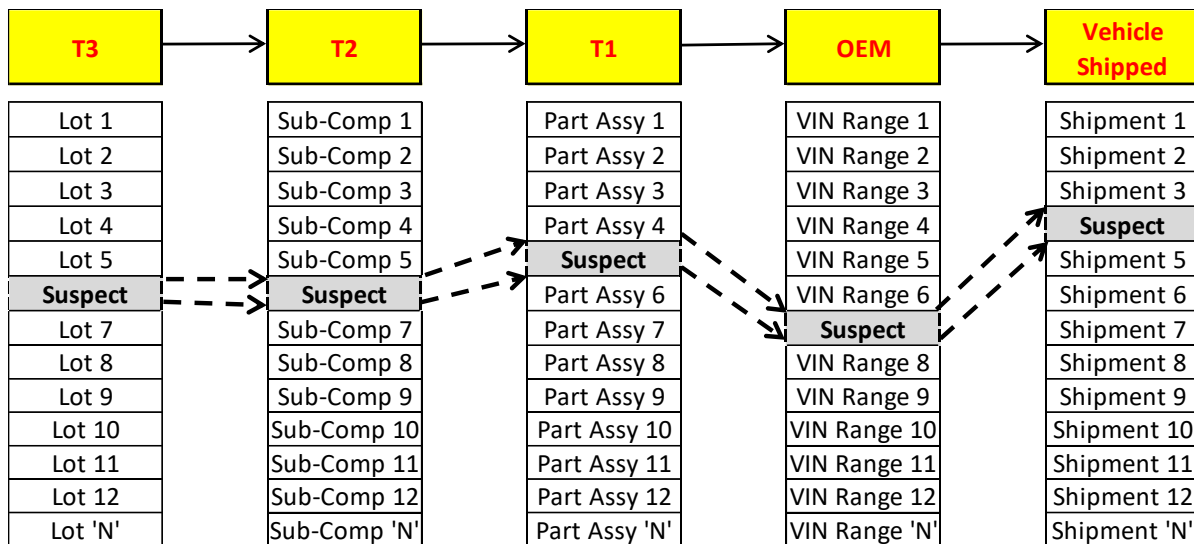 T3
T2
T1
OEM
Vehicle
Shipped
Lot 1
Sub-Comp 1
Part Assy 1
VIN Range 1
Shipment 1
Lot 2
Sub-Comp 2
Part Assy 2
VIN Range 2
Shipment 2
Lot 3
Sub-Comp 3
Part Assy 3
VIN Range 3
Shipment 3
Lot 4
Sub-Comp 4
Part Assy 4
VIN Range 4
Suspect
Lot 5
Sub-Comp 5
Suspect
VIN Range 5
Shipment 5
Suspect
Suspect
Part Assy 6
VIN Range 6
Shipment 6
Lot 7
Sub-Comp 7
Part Assy 7
Suspect
Shipment 7
Lot 8
Sub-Comp 8
Part Assy 8
VIN Range 8
Shipment 8
Lot 9
Sub-Comp 9
Part Assy 9
VIN Range 9
Shipment 9
Lot 10
Sub-Comp 10
Part Assy 10
VIN Range 10
Shipment 10
Lot 11
Sub-Comp 11
Part Assy 11
VIN Range 11
Shipment 11
Lot 12
Sub-Comp 12
Part Assy 12
VIN Range 12
Shipment 12
Lot 'N'
Sub-Comp 'N'
Part Assy 'N'
VIN Range 'N'
Shipment 'N'